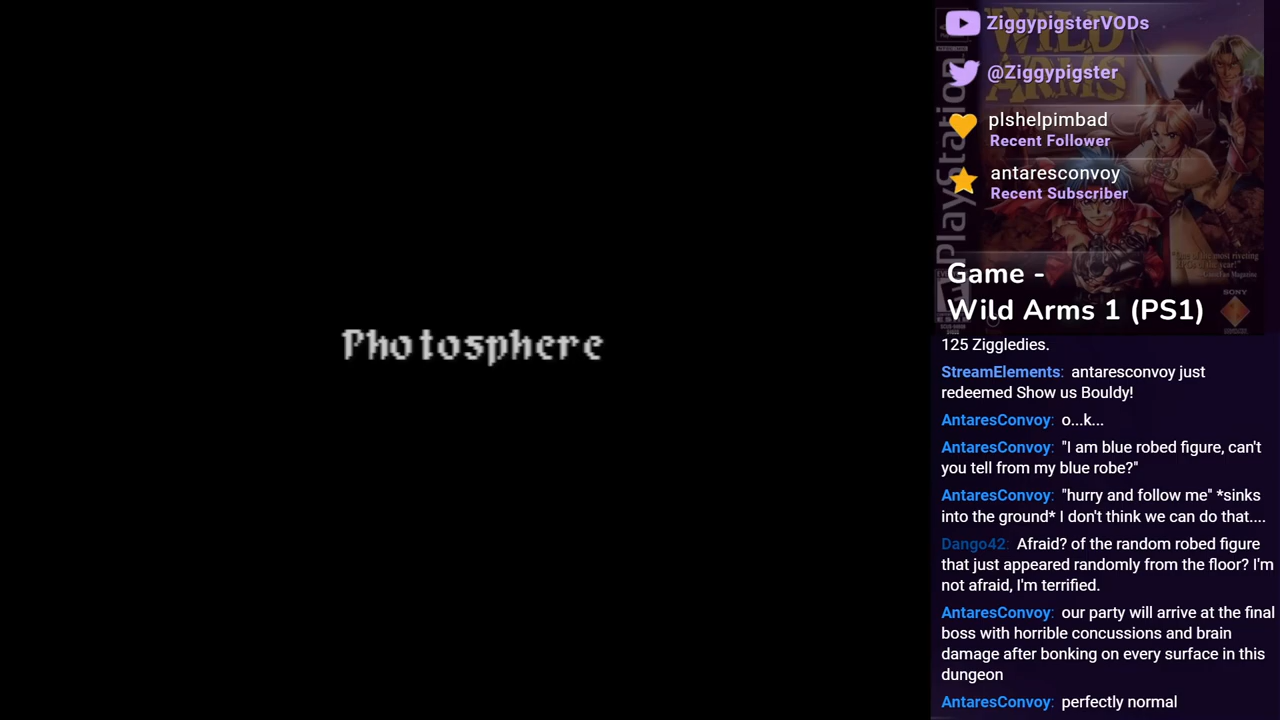 Photosphere
ZiggypigsterVODs
@Ziggypigster
plshelpimbad
Recent Follower
antaresconvoy
Recent Subscriber
WILD
ARMS
PlayStation
Game -
Wild Arms 1 (PS1)
SONY
125 Ziggledies.
StreamElements: antaresconvoy just
redeemed Show us Bouldy!
AntaresConvoy: o...k...
AntaresConvoy: "I am blue robed figure, can't
you tell from my blue robe?"
AntaresConvoy: "hurry and follow me" *sinks
into the ground* I don't think we can do that....
Dango42: Afraid? of the random robed figure
that just appeared randomly from the floor? I'm
not afraid, I'm terrified.
AntaresConvoy: our party will arrive at the final
boss with horrible concussions and brain
damage after bonking on every surface in this
dungeon
AntaresConvoy: perfectly normal